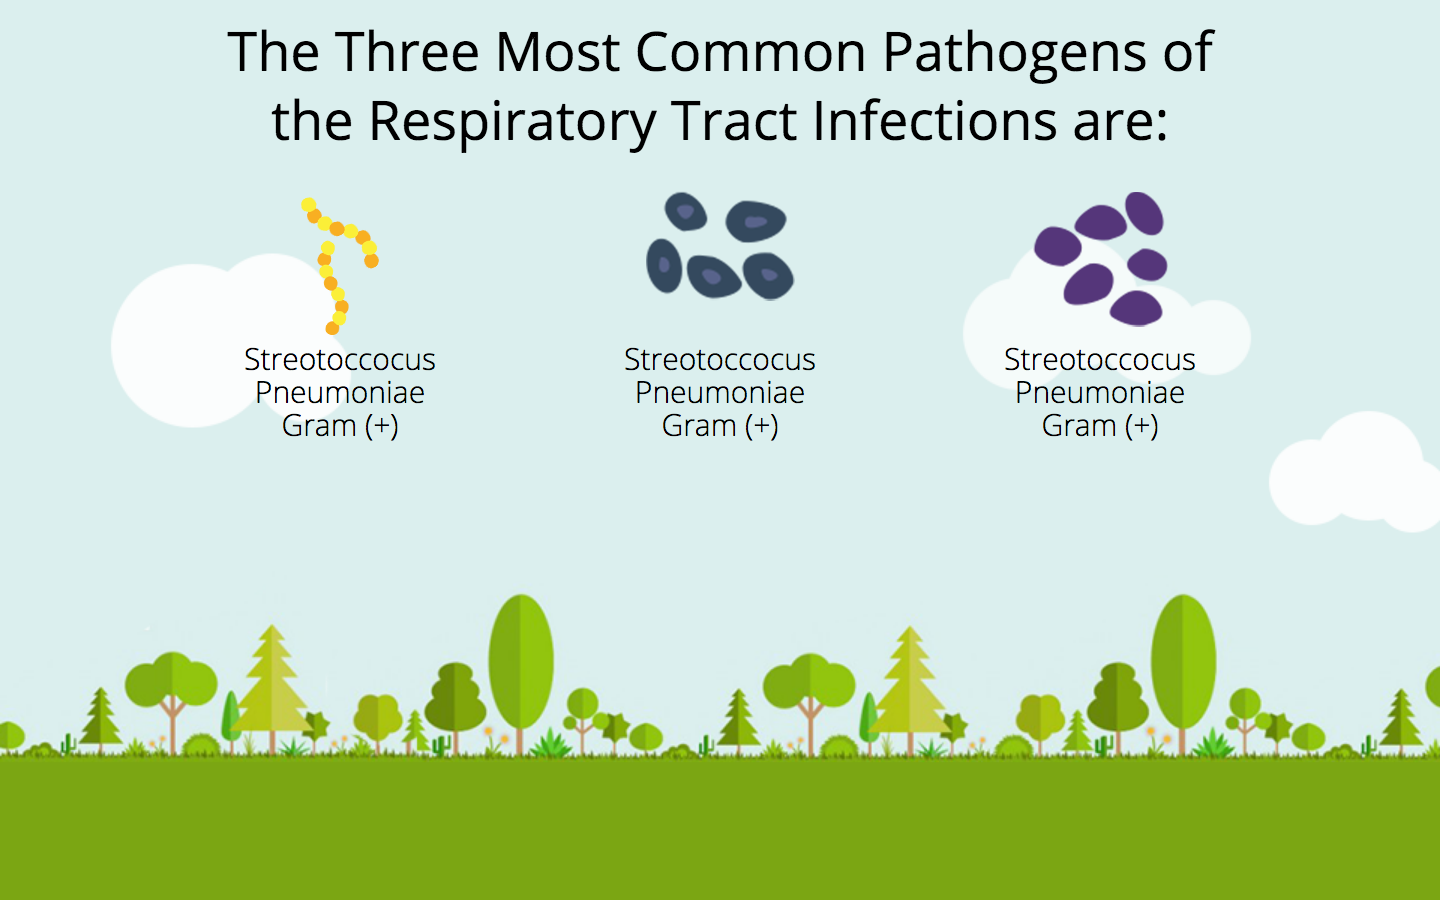 The Three Most Common Pathogens of
the Respiratory Tract Infections are:
Streotoccocus
Pneumoniae
Gram (+)
Streotoccocus
Pneumoniae
Gram (+)
Streotoccocus
Pneumoniae
Gram (+)